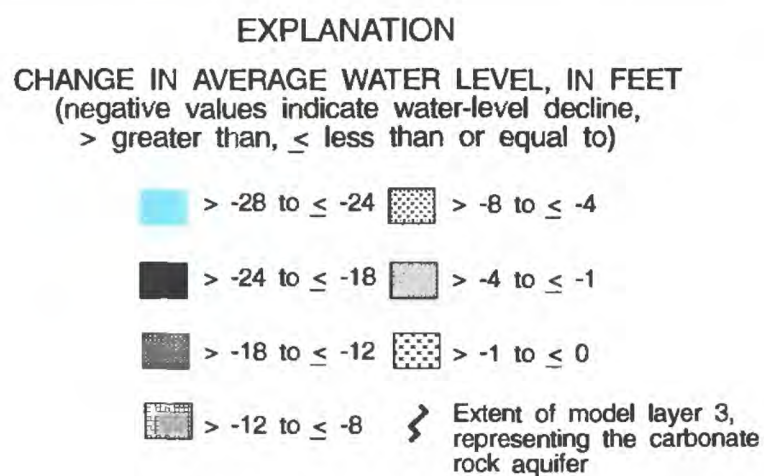 EXPLANATION
CHANGE IN AVERAGE WATER LEVEL, IN FEET
(negative values indicate water-level decline,
> greater than, ≤ less than or equal to)
> -28 to ≤ -24
> -24 to ≤ -18
> -18 to ≤ -12
> -12 to ≤ -8
> -8 to ≤ -4
> -4 to ≤ -1
> -1 to ≤ 0
Extent of model layer 3,
representing the carbonate
rock aquifer